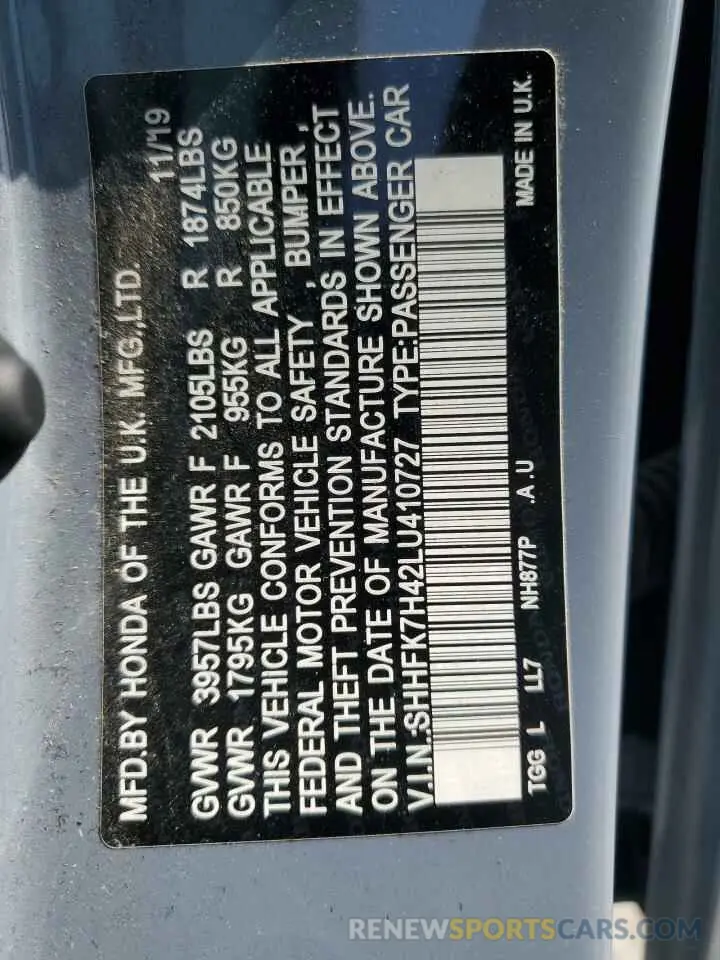 MFD.BY HONDA OF THE U.K. MFG.,LTD. 11/19
GVWR 3957LBS GAWR F 2105LBS R 1874LBS
GVWR 1795KG GAWR F 955KG R 850KG
THIS VEHICLE CONFORMS TO ALL APPLICABLE
FEDERAL MOTOR VEHICLE SAFETY , BUMPER ,
AND THEFT PREVENTION STANDARDS IN EFFECT
ON THE DATE OF MANUFACTURE SHOWN ABOVE.
V.I.N.:SHHFK7H42LU410727 TYPE:PASSENGER CAR
TGG L LL7 NH877P .A.U MADE IN U.K.
RENEWSPORTSCARS.COM